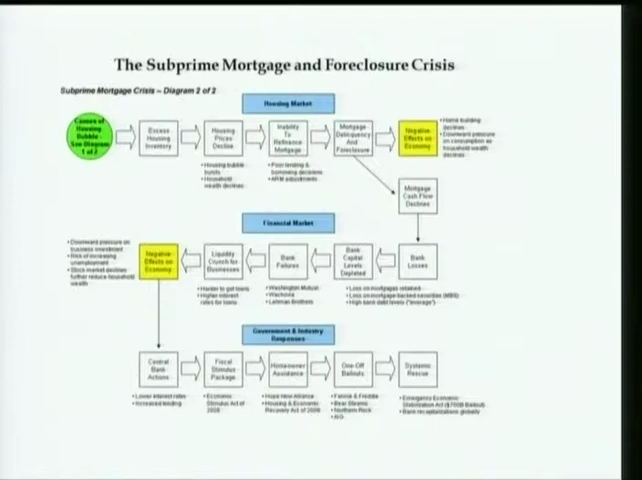 The Subprime Mortgage and Foreclosure Crisis
Subprime Mortgage Crisis – Diagram 2 of 2
Housing Market
Causes of
Housing
Bubble -
See Diagram
1 of 2
Excess
Housing
Inventory
Housing
Prices
Decline
Inability
To
Refinance
Mortgage
Mortgage
Delinquency
And
Foreclosure
Negative
Effects on
Economy
• Home building
declines
• Downward pressure
on consumption as
household wealth
declines
• Housing bubble
bursts
• Household
wealth declines
• Poor lending &
borrowing decisions
• ARM adjustments
Mortgage
Cash Flow
Declines
Financial Market
• Downward pressure on
business investment
• Risk of increasing
unemployment
• Stock market declines
further reduce household
wealth
Negative
Effects on
Economy
Liquidity
Crunch for
Businesses
Bank
Failures
Bank
Capital
Levels
Depleted
Bank
Losses
• Harder to get loans
• Higher interest
rates for loans
• Washington Mutual
• Wachovia
• Lehman Brothers
• Loss on mortgages retained
• Loss on mortgage-backed securities (MBS)
• High bank debt levels ("leverage")
Government & Industry
Responses
Central
Bank
Actions
Fiscal
Stimulus
Package
Homeowner
Assistance
One-Off
Bailouts
Systemic
Rescue
• Lower interest rates
• Increased lending
• Economic
Stimulus Act of
2008
• Hope Now Alliance
• Housing & Economic
Recovery Act of 2008
• Fannie & Freddie
• Bear Stearns
• Northern Rock
• AIG
• Emergency Economic
Stabilization Act ($700B Bailout)
• Bank recapitalizations globally